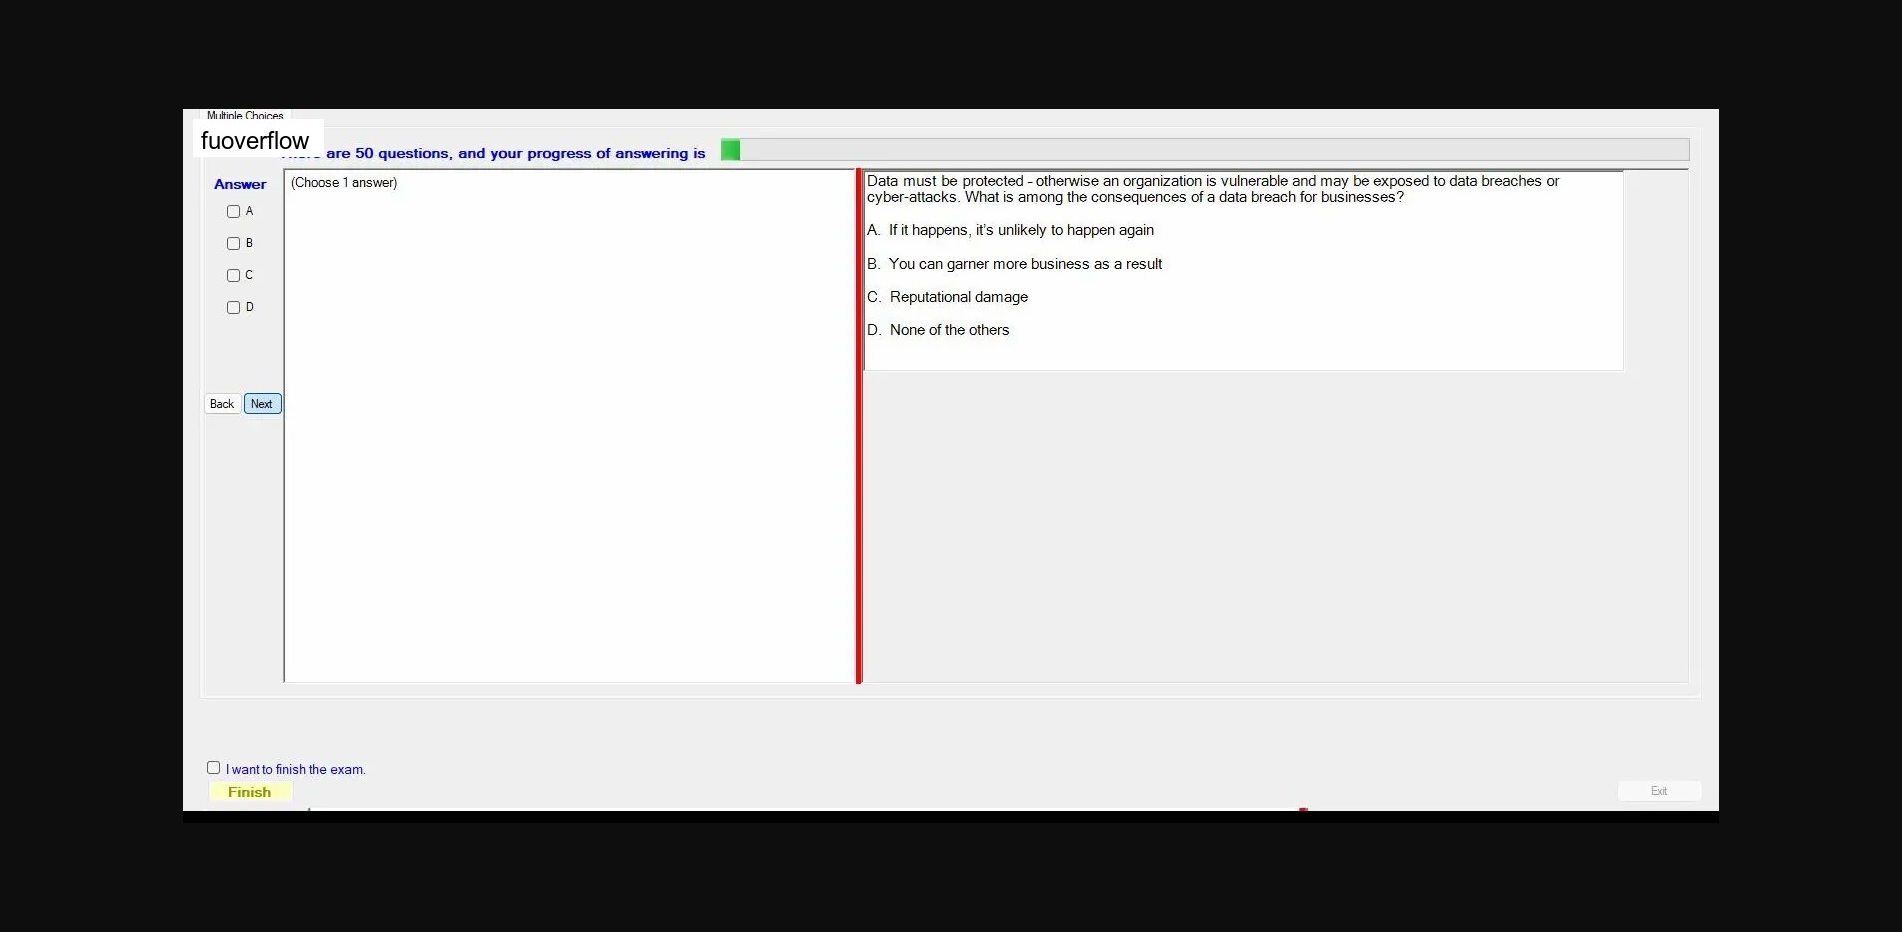 Multiple Choices
fuoverflow
are 50 questions, and your progress of answering is
Answer
(Choose 1 answer)
A
B
C
D
Back
Next
Data must be protected - otherwise an organization is vulnerable and may be exposed to data breaches or
cyber-attacks. What is among the consequences of a data breach for businesses?
A. If it happens, it's unlikely to happen again
B. You can garner more business as a result
C. Reputational damage
D. None of the others
I want to finish the exam.
Finish
Exit